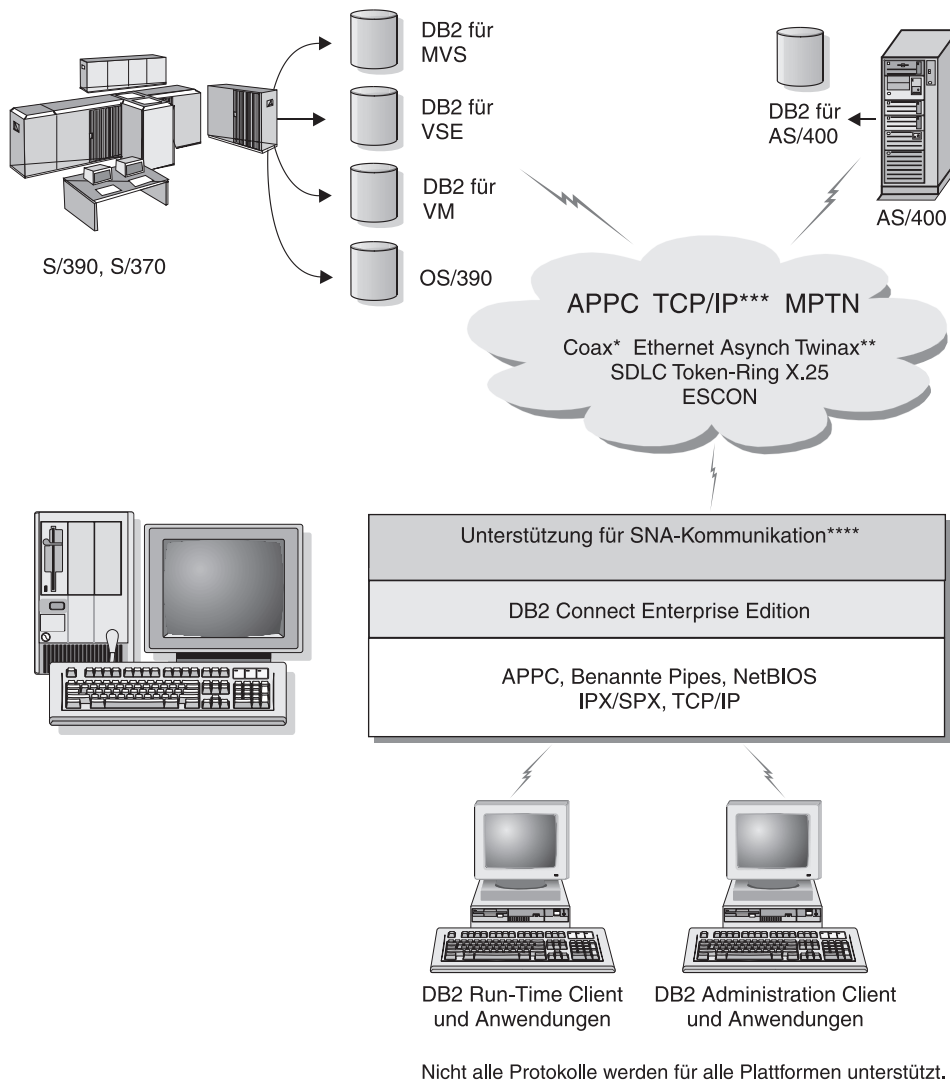 DB2 für
MVS
DB2 für
VSE
DB2 für
VM
OS/390
S/390, S/370
DB2 für
AS/400
AS/400
APPC TCP/IP*** MPTN
Coax* Ethernet Asynch Twinax**
SDLC Token-Ring X.25
ESCON
Unterstützung für SNA-Kommunikation****
DB2 Connect Enterprise Edition
APPC, Benannte Pipes, NetBIOS
IPX/SPX, TCP/IP
DB2 Run-Time Client
und Anwendungen
DB2 Administration Client
und Anwendungen
Nicht alle Protokolle werden für alle Plattformen unterstützt.